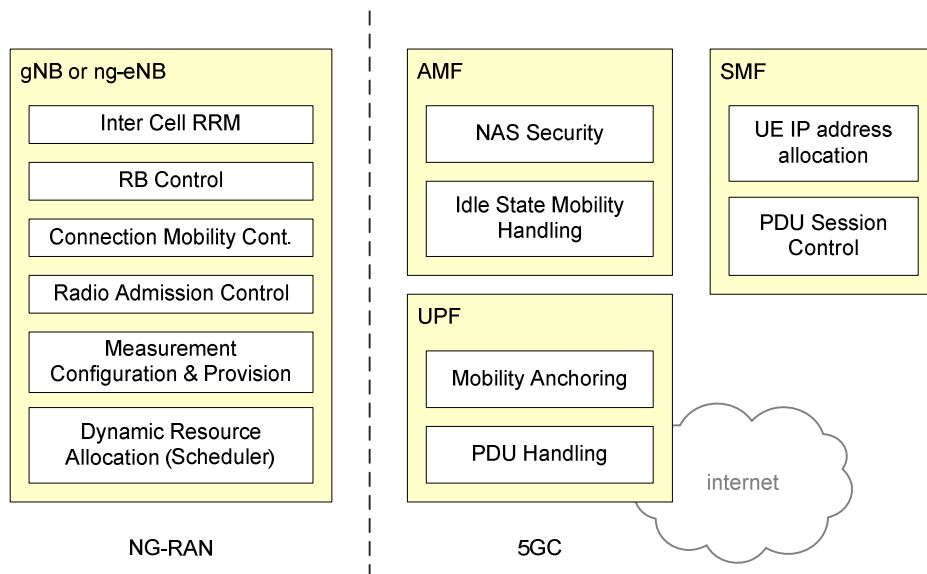 gNB or ng-eNB
Inter Cell RRM
RB Control
Connection Mobility Cont.
Radio Admission Control
Measurement
Configuration & Provision
Dynamic Resource
Allocation (Scheduler)
NG-RAN
AMF
NAS Security
Idle State Mobility
Handling
SMF
UE IP address
allocation
PDU Session
Control
UPF
Mobility Anchoring
PDU Handling
internet
5GC